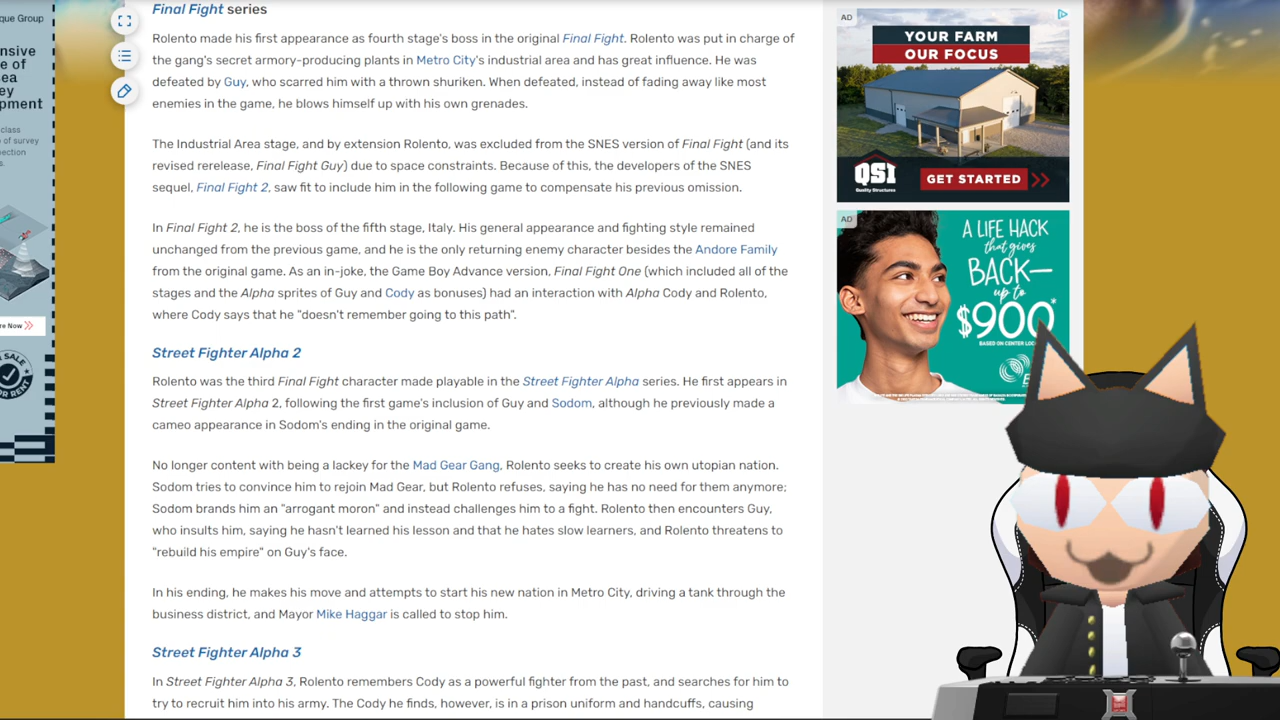 que Group
nsive
e of
sea
ey
pment
class
of survey
ection
s.
re Now
SALE
OR RENT
Final Fight series
Rolento made his first appearance as fourth stage's boss in the original Final Fight. Rolento was put in charge of
the gang's producing plants in Metro City's industrial area and has great influence. He was
defeated by Guy, who warned him with a thrown shuriken. When defeated, instead of fading away like most
enemies in the game, he blows himself up with his own grenades.
The Industrial Area stage, and by extension Rolento, was excluded from the SNES version of Final Fight (and its
revised rerelease, Final Fight Guy) due to space constraints. Because of this, the developers of the SNES
sequel, Final Fight 2, saw fit to include him in the following game to compensate his previous omission.
In Final Fight 2, he is the boss of the fifth stage, Italy. His general appearance and fighting style remained
unchanged from the previous game, and he is the only returning enemy character besides the Andore Family
from the original game. As an in-joke, the Game Boy Advance version, Final Fight One (which included all of the
stages and the Alpha sprites of Guy and Cody as bonuses) had an interaction with Alpha Cody and Rolento,
where Cody says that he "doesn't remember going to this path".
Street Fighter Alpha 2
Rolento was the third Final Fight character made playable in the Street Fighter Alpha series. He first appears in
Street Fighter Alpha 2, following the first game's inclusion of Guy and Sodom, although he previously made a
cameo appearance in Sodom's ending in the original game.
No longer content with being a lackey for the Mad Gear Gang, Rolento seeks to create his own utopian nation.
Sodom tries to convince him to rejoin Mad Gear, but Rolento refuses, saying he has no need for them anymore;
Sodom brands him an "arrogant moron" and instead challenges him to a fight. Rolento then encounters Guy,
who insults him, saying he hasn't learned his lesson and that he hates slow learners, and Rolento threatens to
"rebuild his empire" on Guy's face.
In his ending, he makes his move and attempts to start his new nation in Metro City, driving a tank through the
business district, and Mayor Mike Haggar is called to stop him.
Street Fighter Alpha 3
In Street Fighter Alpha 3, Rolento remembers Cody as a powerful fighter from the past, and searches for him to
try to recruit him into his army. The Cody he finds, however, is in a prison uniform and handcuffs, causing
AD
YOUR FARM
OUR FOCUS
QSI
Quality Structures
GET STARTED
AD
A LIFE HACK
that gives
BACK—
up to
$900*
BASED ON CENTER